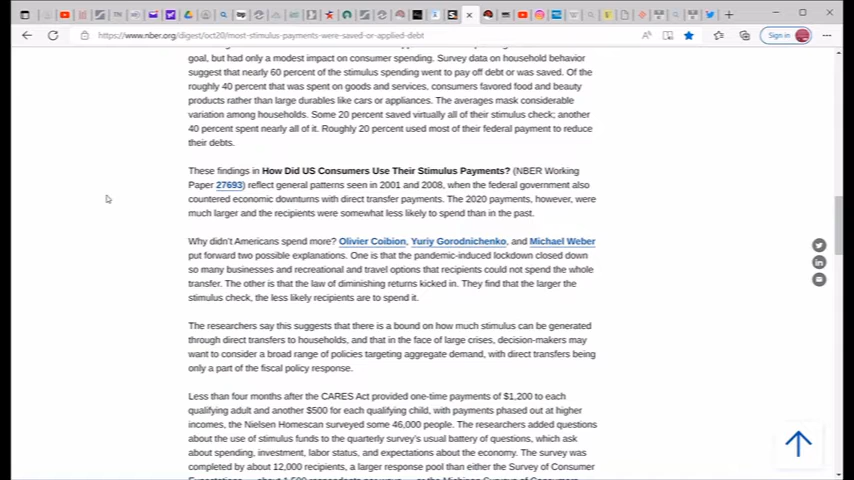 https://www.nber.org/digest/oct20/most-stimulus-payments-were-saved-or-applied-debt
Sign in
goal, but had only a modest impact on consumer spending. Survey data on household behavior
suggest that nearly 60 percent of the stimulus spending went to pay off debt or was saved. Of the
roughly 40 percent that was spent on goods and services, consumers favored food and beauty
products rather than large durables like cars or appliances. The averages mask considerable
variation among households. Some 20 percent saved virtually all of their stimulus check; another
40 percent spent nearly all of it. Roughly 20 percent used most of their federal payment to reduce
their debts.
These findings in How Did US Consumers Use Their Stimulus Payments? (NBER Working
Paper 27693) reflect general patterns seen in 2001 and 2008, when the federal government also
countered economic downturns with direct transfer payments. The 2020 payments, however, were
much larger and the recipients were somewhat less likely to spend than in the past.
Why didn't Americans spend more? Olivier Coibion, Yuriy Gorodnichenko, and Michael Weber
put forward two possible explanations. One is that the pandemic-induced lockdown closed down
so many businesses and recreational and travel options that recipients could not spend the whole
transfer. The other is that the law of diminishing returns kicked in. They find that the larger the
stimulus check, the less likely recipients are to spend it.
The researchers say this suggests that there is a bound on how much stimulus can be generated
through direct transfers to households, and that in the face of large crises, decision-makers may
want to consider a broad range of policies targeting aggregate demand, with direct transfers being
only a part of the fiscal policy response.
Less than four months after the CARES Act provided one-time payments of $1,200 to each
qualifying adult and another $500 for each qualifying child, with payments phased out at higher
incomes, the Nielsen Homescan surveyed some 46,000 people. The researchers added questions
about the use of stimulus funds to the quarterly survey's usual battery of questions, which ask
about spending, investment, labor status, and expectations about the economy. The survey was
completed by about 12,000 recipients, a larger response pool than either the Survey of Consumer